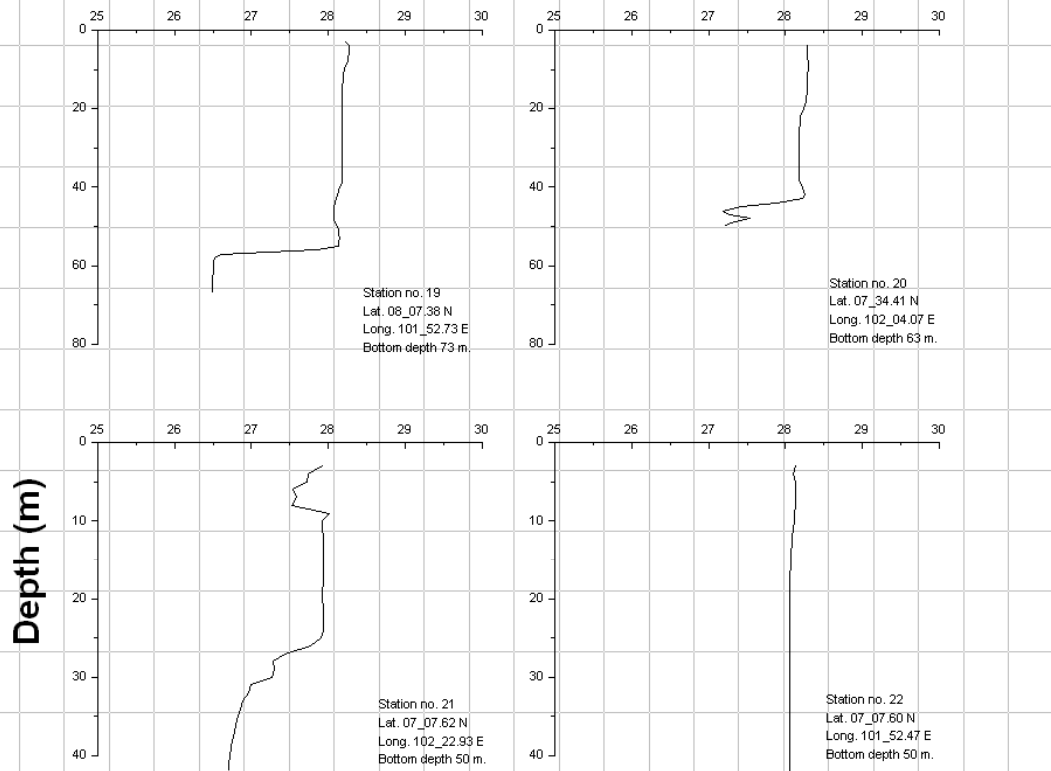 25 26 27 28 29 30
0
20
40
60
80
Station no. 19
Lat. 08_07.38 N
Long. 101_52.73 E
Bottom depth 73 m.
25 26 27 28 29 30
0
20
40
60
80
Station no. 20
Lat. 07_34.41 N
Long. 102_04.07 E
Bottom depth 63 m.
Depth (m)
25 26 27 28 29 30
0
10
20
30
40
Station no. 21
Lat. 07_07.62 N
Long. 102_22.93 E
Bottom depth 50 m.
25 26 27 28 29 30
0
10
20
30
40
Station no. 22
Lat. 07_07.60 N
Long. 101_52.47 E
Bottom depth 50 m.